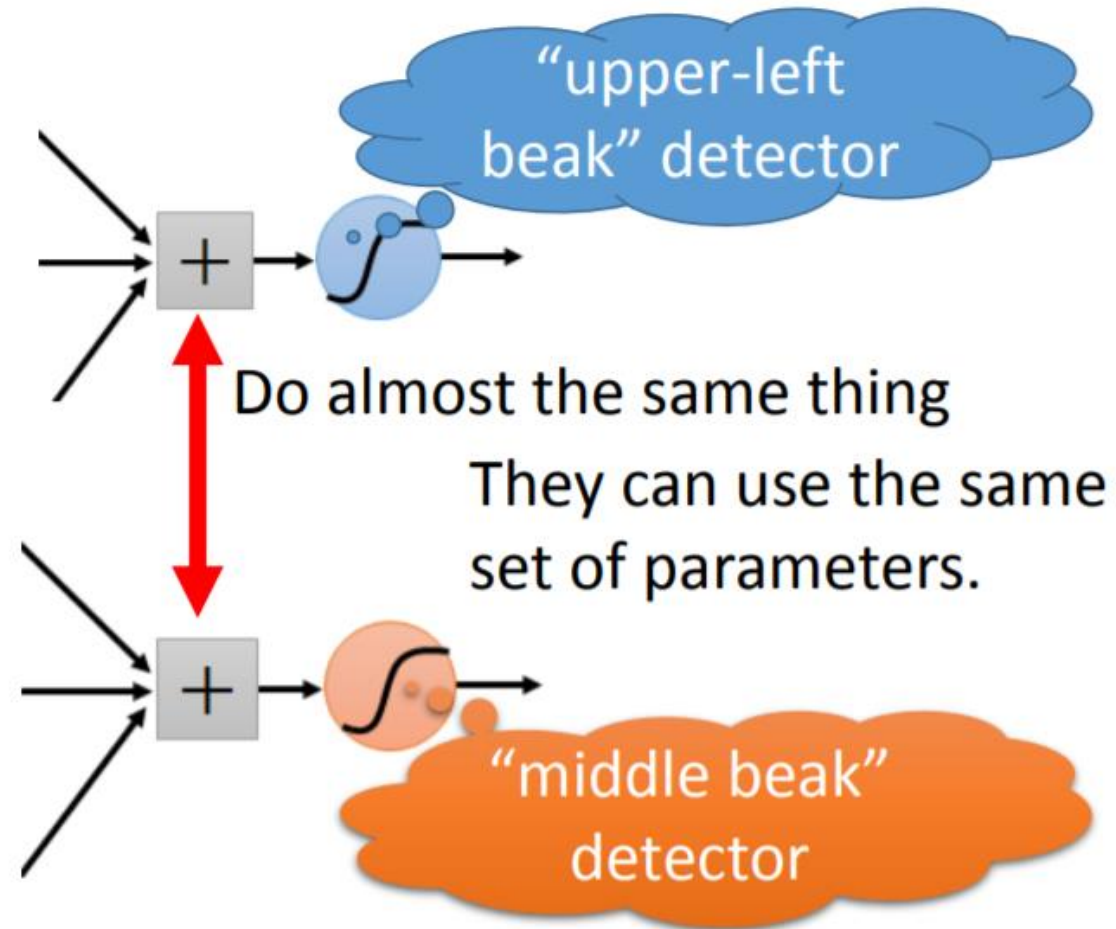 “upper-left
beak” detector
+
Do almost the same thing
They can use the same
set of parameters.
+
“middle beak”
detector